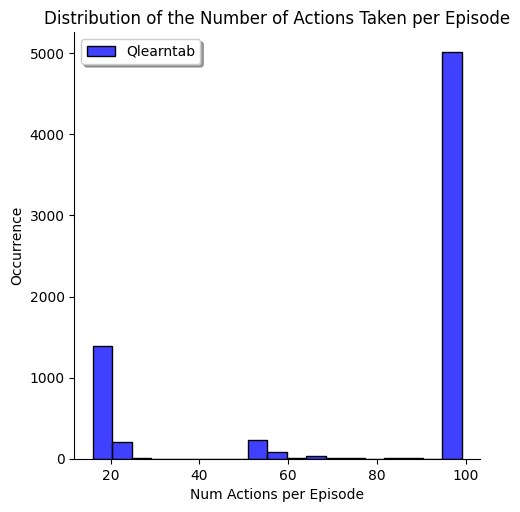 Distribution of the Number of Actions Taken per Episode
Qlearntab
5000
4000
3000
2000
1000
0
Occurrence
20 40 60 80 100
Num Actions per Episode